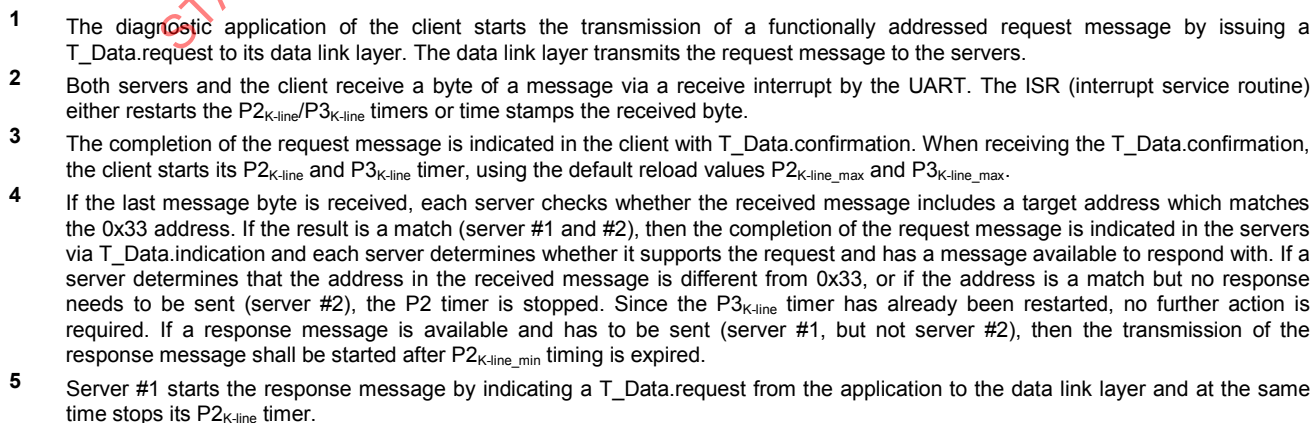 STA
1 The diagnostic application of the client starts the transmission of a functionally addressed request message by issuing a
T_Data.request to its data link layer. The data link layer transmits the request message to the servers.
2 Both servers and the client receive a byte of a message via a receive interrupt by the UART. The ISR (interrupt service routine)
either restarts the P2K-line/P3K-line timers or time stamps the received byte.
3 The completion of the request message is indicated in the client with T_Data.confirmation. When receiving the T_Data.confirmation,
the client starts its P2K-line and P3K-line timer, using the default reload values P2K-line_max and P3K-line_max.
4 If the last message byte is received, each server checks whether the received message includes a target address which matches
the 0x33 address. If the result is a match (server #1 and #2), then the completion of the request message is indicated in the servers
via T_Data.indication and each server determines whether it supports the request and has a message available to respond with. If a
server determines that the address in the received message is different from 0x33, or if the address is a match but no response
needs to be sent (server #2), the P2 timer is stopped. Since the P3K-line timer has already been restarted, no further action is
required. If a response message is available and has to be sent (server #1, but not server #2), then the transmission of the
response message shall be started after P2K-line_min timing is expired.
5 Server #1 starts the response message by indicating a T_Data.request from the application to the data link layer and at the same
time stops its P2K-line timer.